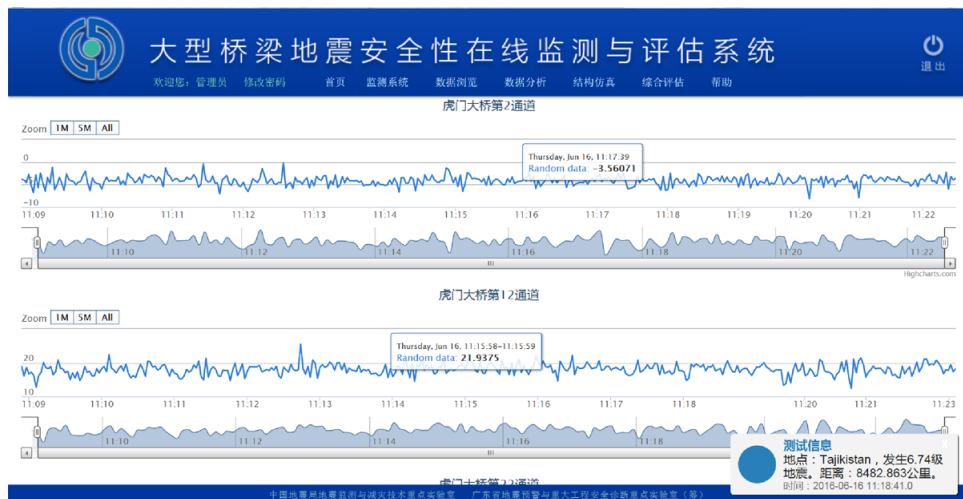 大型桥梁地震安全性在线监测与评估系统
退出
欢迎您：管理员 修改密码 首页 监测系统 数据浏览 数据分析 结构仿真 综合评估 帮助
虎门大桥第2通道
Zoom 1M 5M All
Thursday, Jun 16, 11:17:39
Random data: -3.56071
0
-10
11:09 11:10 11:11 11:12 11:13 11:14 11:15 11:16 11:17 11:18 11:19 11:20 11:21 11:22
11:10 11:12 11:14 11:16 11:18 11:20 11:22
Highcharts.com
虎门大桥第12通道
Zoom 1M 5M All
Thursday, Jun 16, 11:15:58-11:15:59
Random data: 21.9375
20
10
11:09 11:10 11:11 11:12 11:13 11:14 11:15 11:16 11:17 11:18 11:20 11:21 11:23
11:10 11:12 11:14 11:16 11:18
测试信息
x
地点：Tajikistan，发生6.74级
地震。距离：8482.863公里。
时间：2016-06-16 11:18:41.0
虎门大桥第22通道
中国地震局地震监测与减灾技术重点实验室 广东省地震预警与重大工程安全诊断重点实验室（筹）